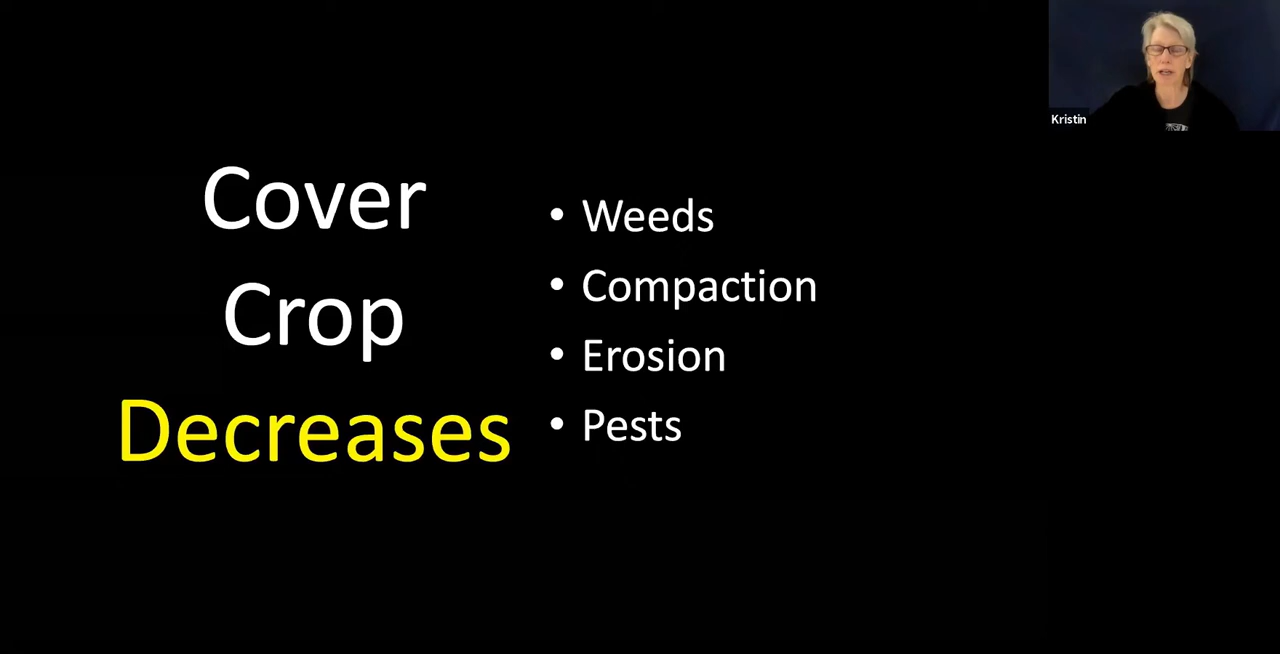 Cover
Crop
Decreases
• Weeds
• Compaction
• Erosion
• Pests
Kristin